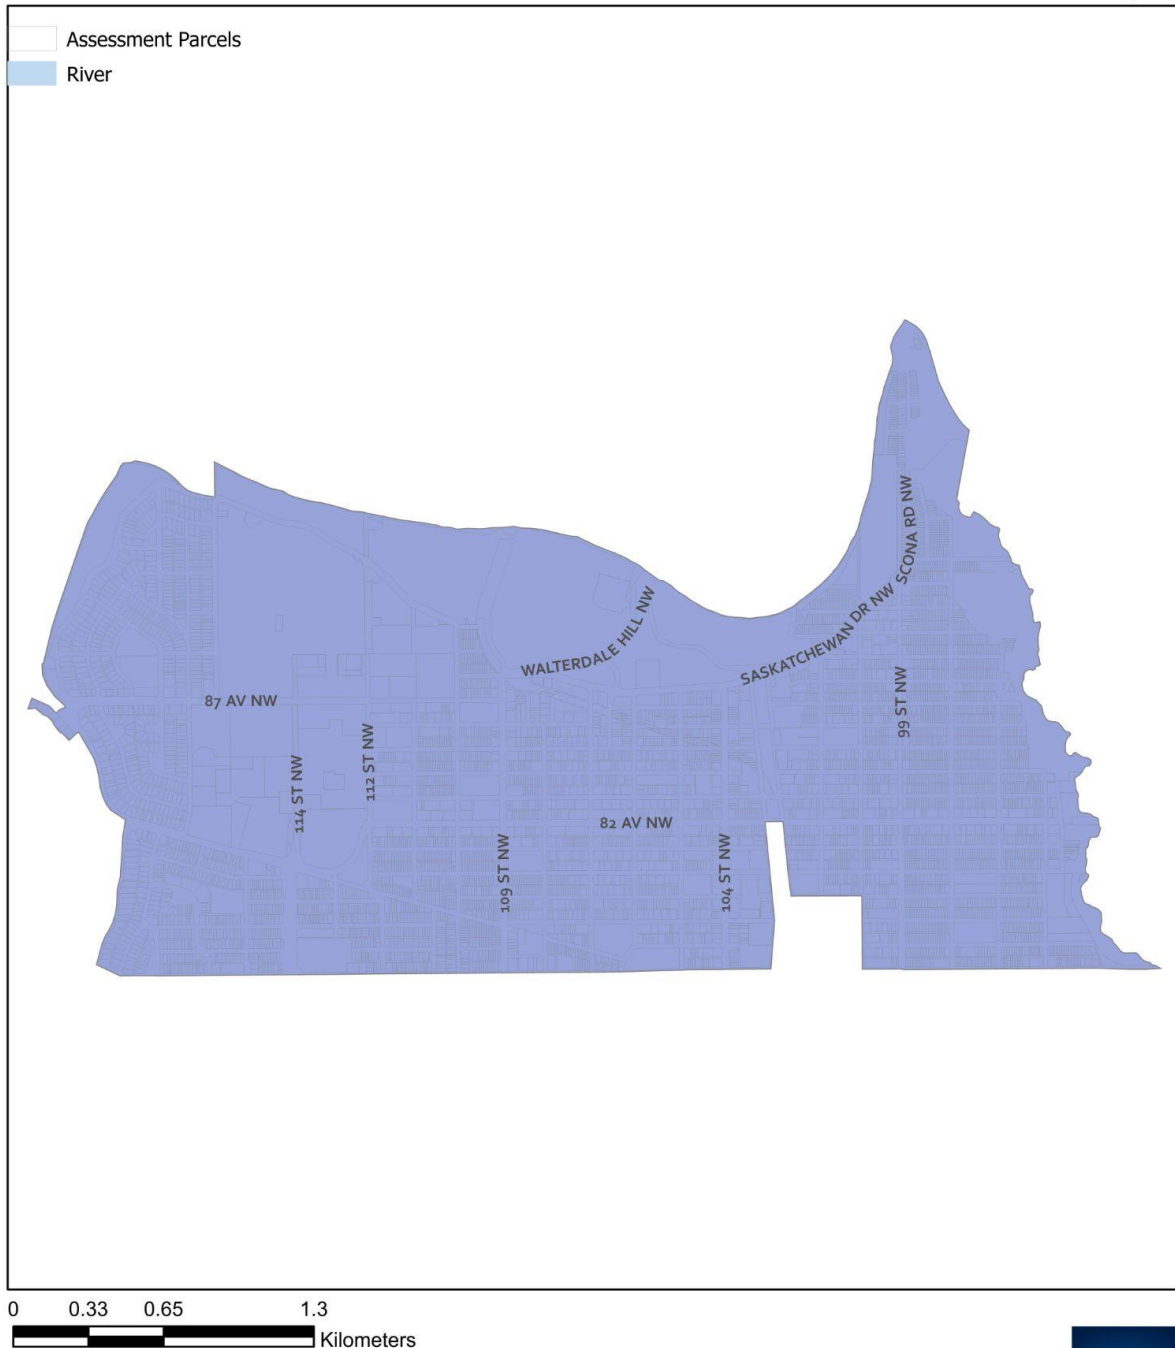 Assessment Parcels
River
SCONA RD NW
WALTERDALE HILL NW
SASKATCHEWAN DR NW
87 AV NW
99 ST NW
112 ST NW
114 ST NW
82 AV NW
109 ST NW
104 ST NW
0 0.33 0.65 1.3
Kilometers